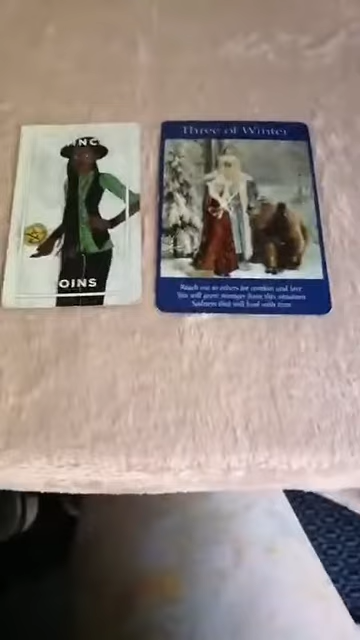 INC
OINS
Three of Winter
Reach out to others for comfort and love
You will grow stronger from this situation
Sadness that will heal with time